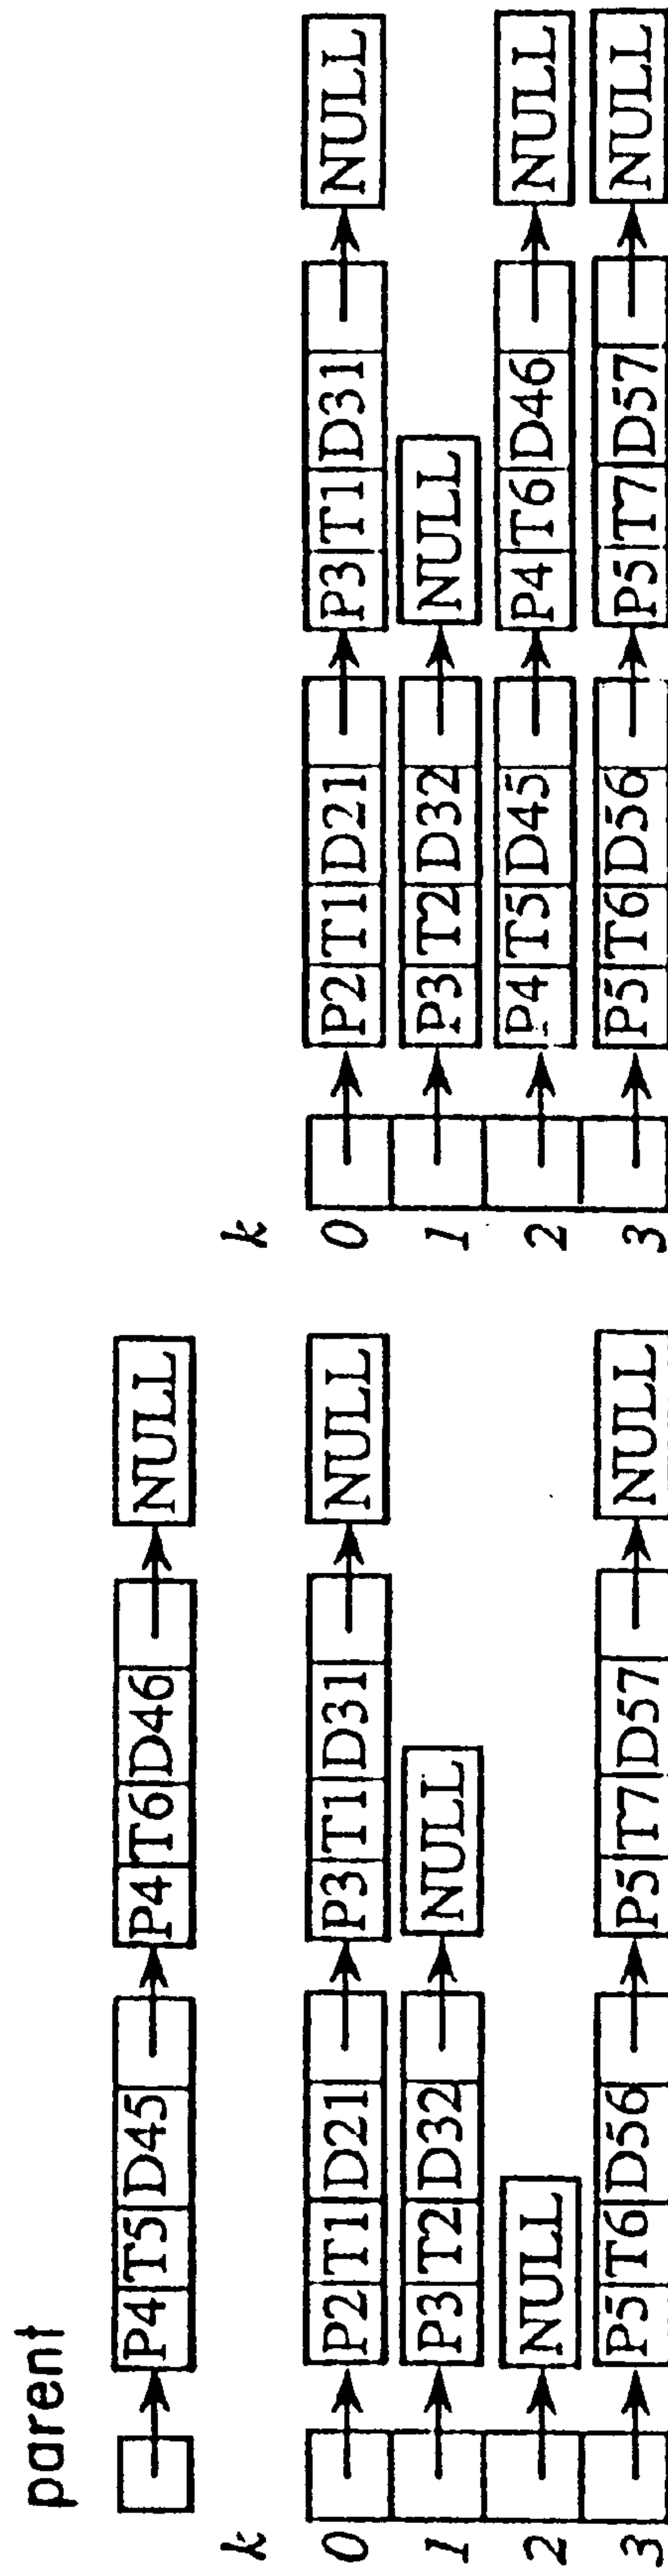 parent
P4|T5|D45 P4|T6|D46 NULL
k
0 P2|T1|D21 P3|T1|D31 NULL
1 P3|T2|D32 NULL
2 NULL
3 P5|T6|D56 P5|T7|D57 NULL
k
0 P2|T1|D21 P3|T1|D31 NULL
1 P3|T2|D32 NULL
2 P4|T5|D45 P4|T6|D46 NULL
3 P5|T6|D56 P5|T7|D57 NULL